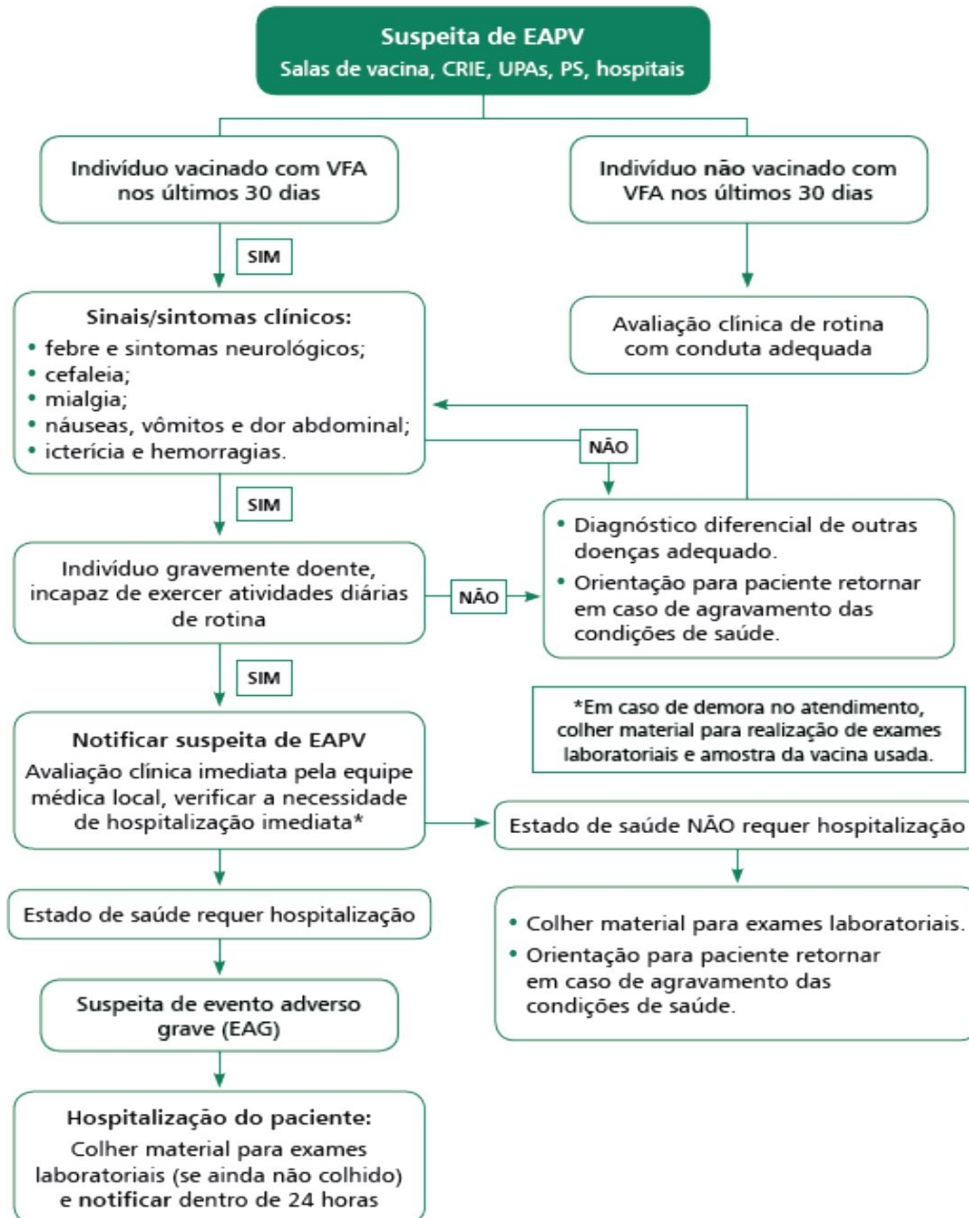 Suspeita de EAPV
Salas de vacina, CRIE, UPAs, PS, hospitais
Indivíduo vacinado com VFA
nos últimos 30 dias
Indivíduo não vacinado com
VFA nos últimos 30 dias
SIM
Sinais/sintomas clínicos:
• febre e sintomas neurológicos;
• cefaleia;
• mialgia;
• náuseas, vômitos e dor abdominal;
• icterícia e hemorragias.
Avaliação clínica de rotina
com conduta adequada
NÃO
SIM
• Diagnóstico diferencial de outras
doenças adequado.
• Orientação para paciente retornar
em caso de agravamento das
condições de saúde.
Indivíduo gravemente doente,
incapaz de exercer atividades diárias
de rotina
NÃO
SIM
*Em caso de demora no atendimento,
colher material para realização de exames
laboratoriais e amostra da vacina usada.
Notificar suspeita de EAPV
Avaliação clínica imediata pela equipe
médica local, verificar a necessidade
de hospitalização imediata*
Estado de saúde NÃO requer hospitalização
Estado de saúde requer hospitalização
• Colher material para exames laboratoriais.
• Orientação para paciente retornar
em caso de agravamento das
condições de saúde.
Suspeita de evento adverso
grave (EAG)
Hospitalização do paciente:
Colher material para exames
laboratoriais (se ainda não colhido)
e notificar dentro de 24 horas